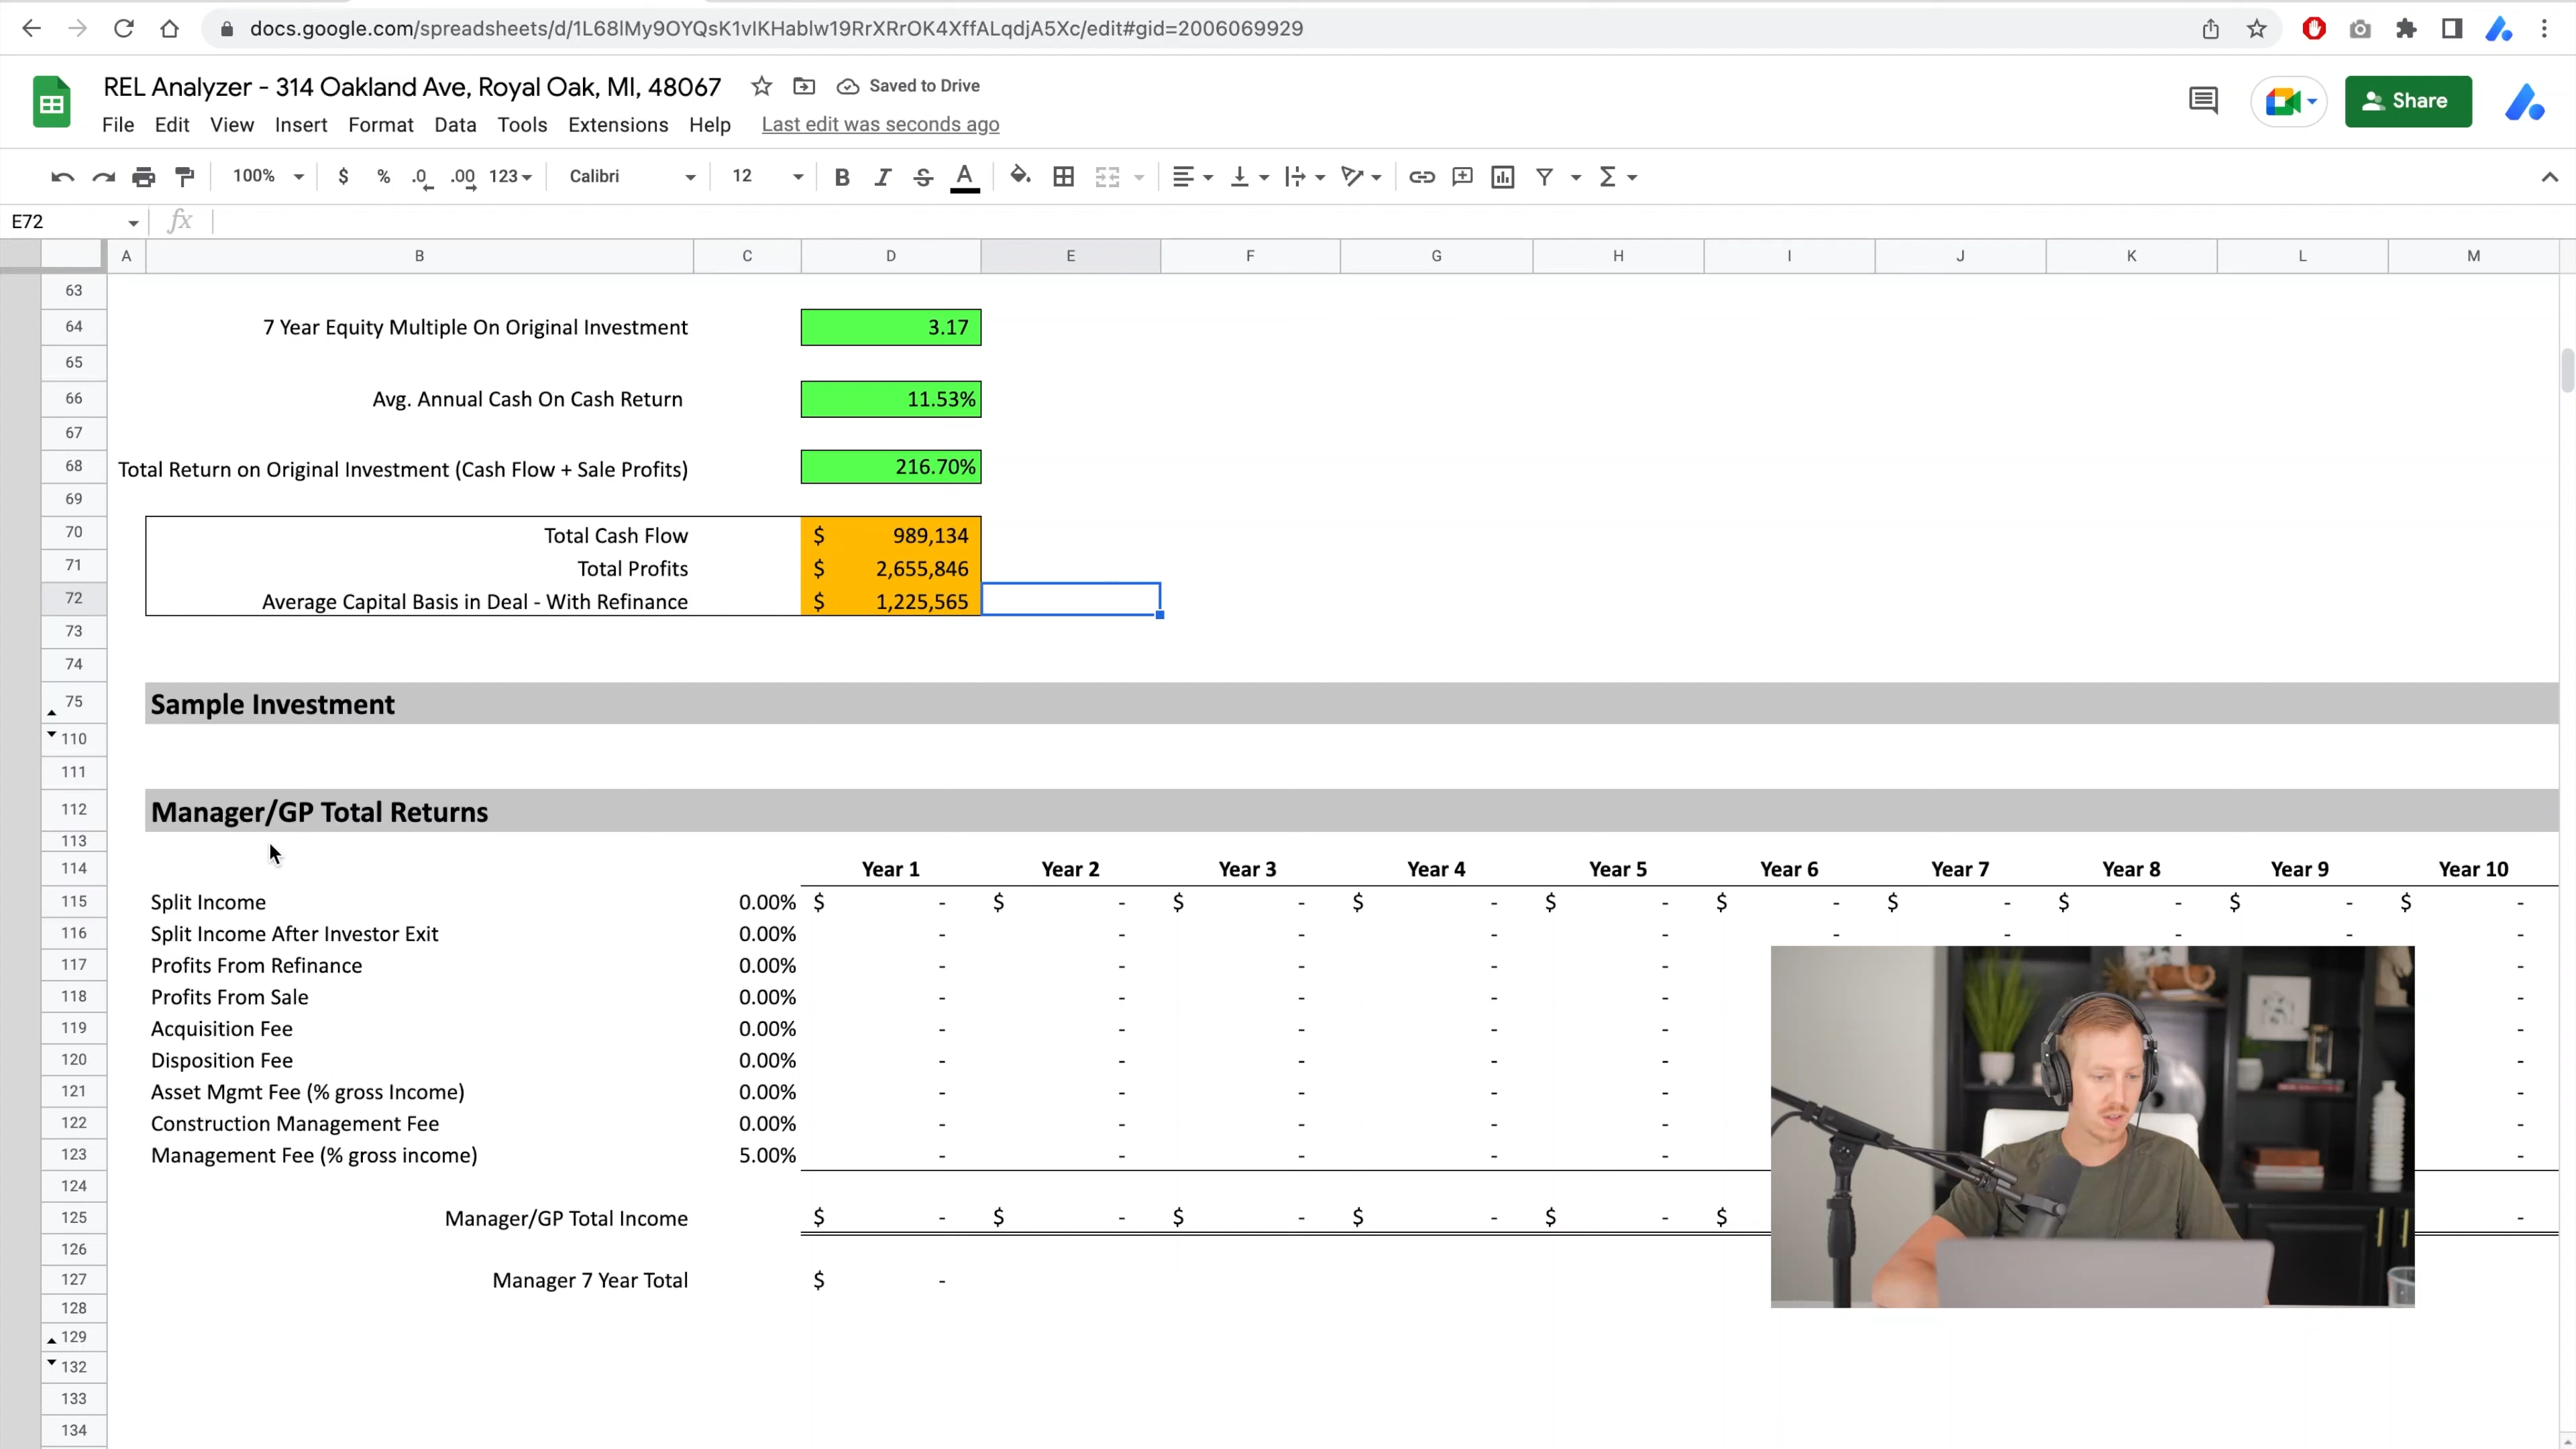 docs.google.com/spreadsheets/d/1L68lMy9OYQsK1vIKHablw19RrXRrOK4XffALqdjA5Xc/edit#gid=2006069929
REL Analyzer - 314 Oakland Ave, Royal Oak, MI, 48067 Saved to Drive
File Edit View Insert Format Data Tools Extensions Help Last edit was seconds ago
Share
100% $ % .0 .00 123 Calibri 12 B I S A Σ
E72 fx
A B C D E F G H I J K L M
63
64 7 Year Equity Multiple On Original Investment 3.17
65
66 Avg. Annual Cash On Cash Return 11.53%
67
68 Total Return on Original Investment (Cash Flow + Sale Profits) 216.70%
69
70 Total Cash Flow $ 989,134
71 Total Profits $ 2,655,846
72 Average Capital Basis in Deal - With Refinance $ 1,225,565
73
74
75 Sample Investment
110
111
112 Manager/GP Total Returns
113
114 Year 1 Year 2 Year 3 Year 4 Year 5 Year 6 Year 7 Year 8 Year 9 Year 10
115 Split Income 0.00% $ - $ - $ - $ - $ - $ - $ - $ - $ - $ -
116 Split Income After Investor Exit 0.00% - - - - - - - - - -
117 Profits From Refinance 0.00% - - - - - -
118 Profits From Sale 0.00% - - - - - -
119 Acquisition Fee 0.00% - - - - - -
120 Disposition Fee 0.00% - - - - - -
121 Asset Mgmt Fee (% gross Income) 0.00% - - - - - -
122 Construction Management Fee 0.00% - - - - - -
123 Management Fee (% gross income) 5.00% - - - - - -
124
125 Manager/GP Total Income $ - $ - $ - $ - $ - $ -
126
127 Manager 7 Year Total $ -
128
129
132
133
134